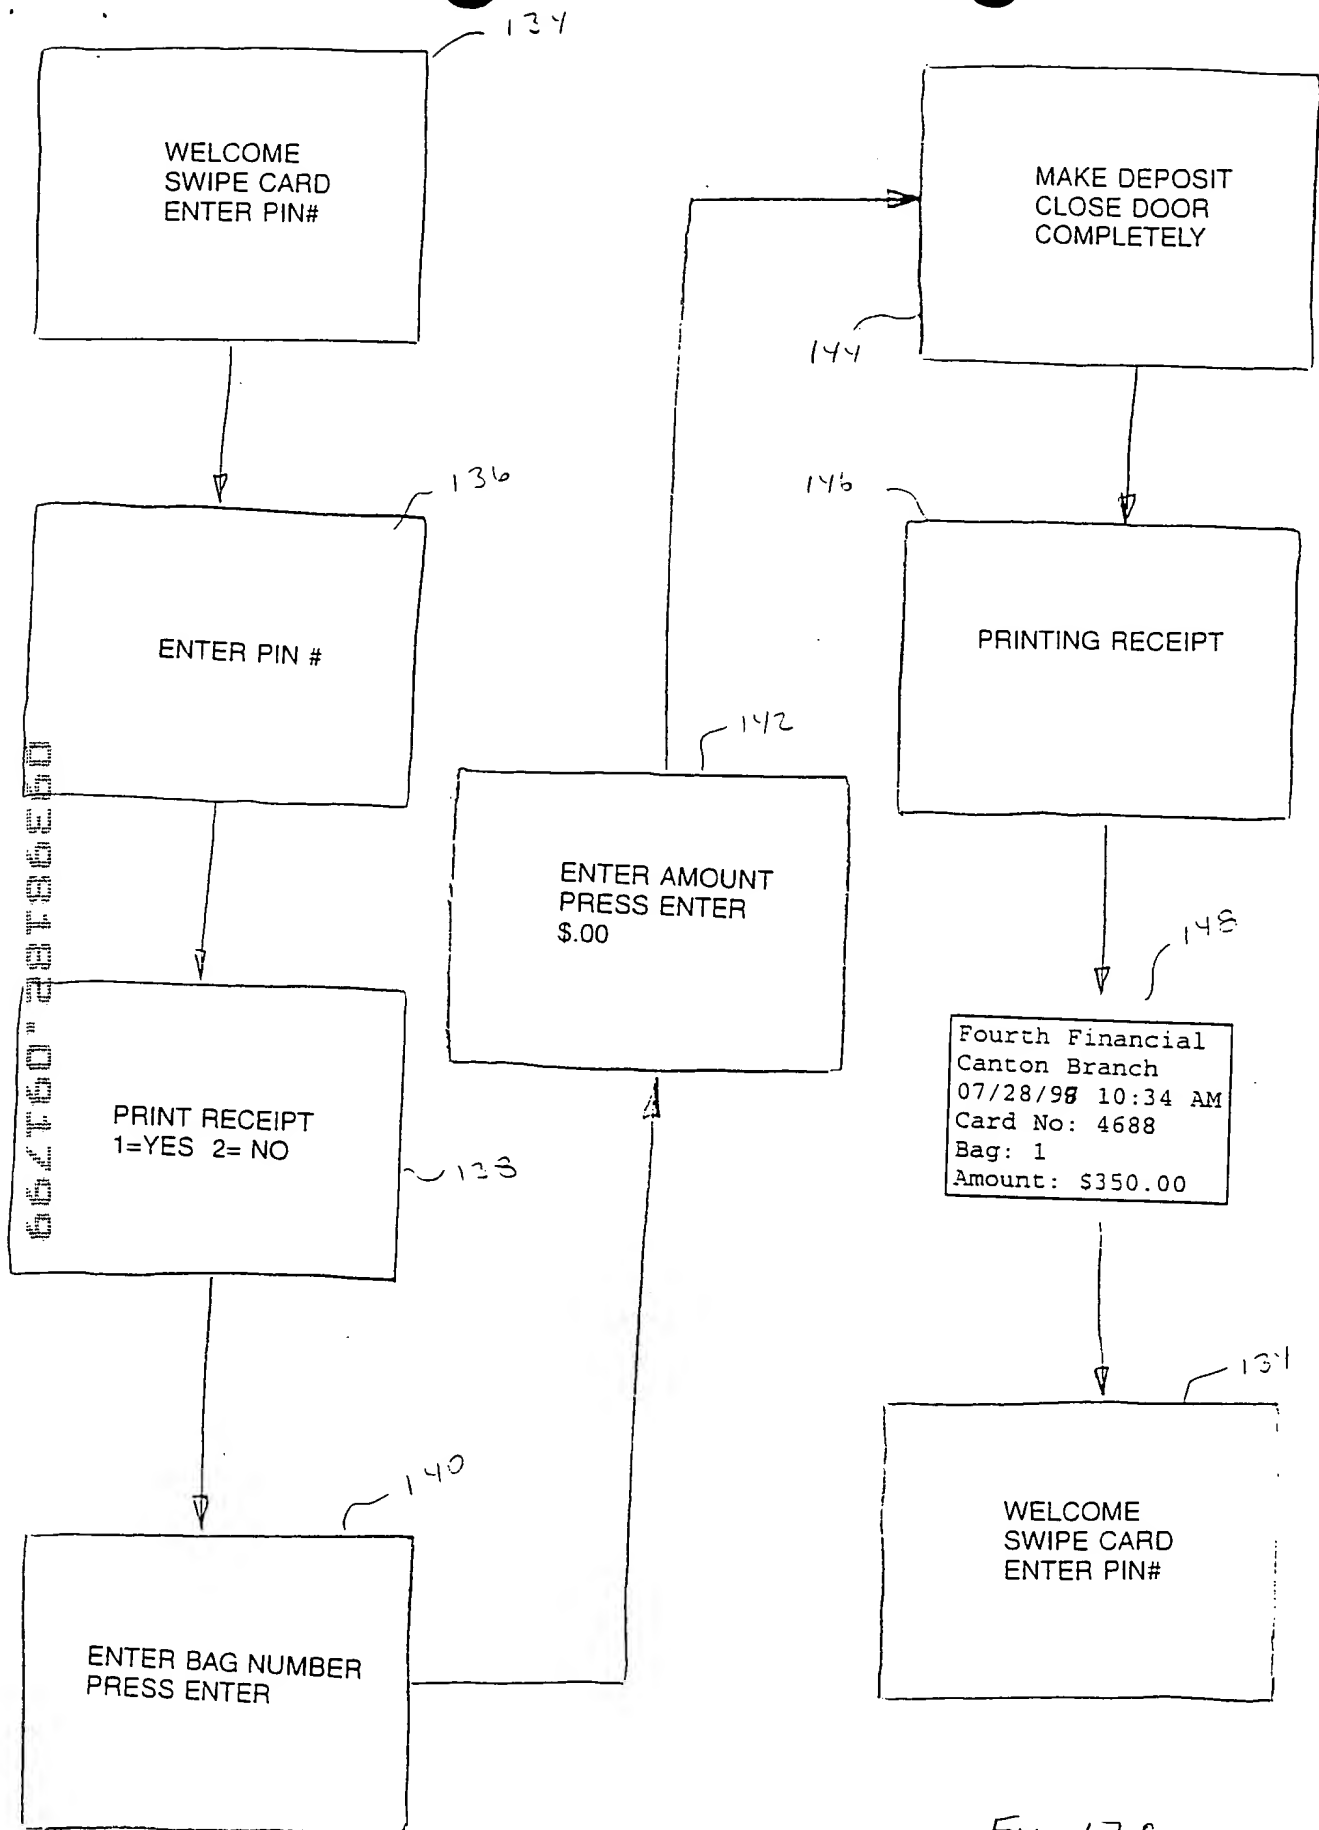 134
WELCOME
SWIPE CARD
ENTER PIN#
136
ENTER PIN #
PRINT RECEIPT
1=YES 2= NO
138
140
ENTER BAG NUMBER
PRESS ENTER
142
ENTER AMOUNT
PRESS ENTER
$.00
MAKE DEPOSIT
CLOSE DOOR
COMPLETELY
144
146
PRINTING RECEIPT
148
Fourth Financial
Canton Branch
07/28/98 10:34 AM
Card No: 4688
Bag: 1
Amount: $350.00
134
WELCOME
SWIPE CARD
ENTER PIN#
09398182.091799